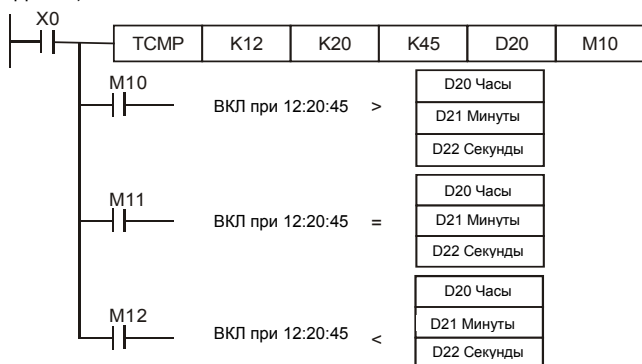 X0
TCMP K12 K20 K45 D20 M10
M10
ВКЛ при 12:20:45 >
D20 Часы
D21 Минуты
D22 Секунды
M11
ВКЛ при 12:20:45 =
D20 Часы
D21 Минуты
D22 Секунды
M12
ВКЛ при 12:20:45 <
D20 Часы
D21 Минуты
D22 Секунды